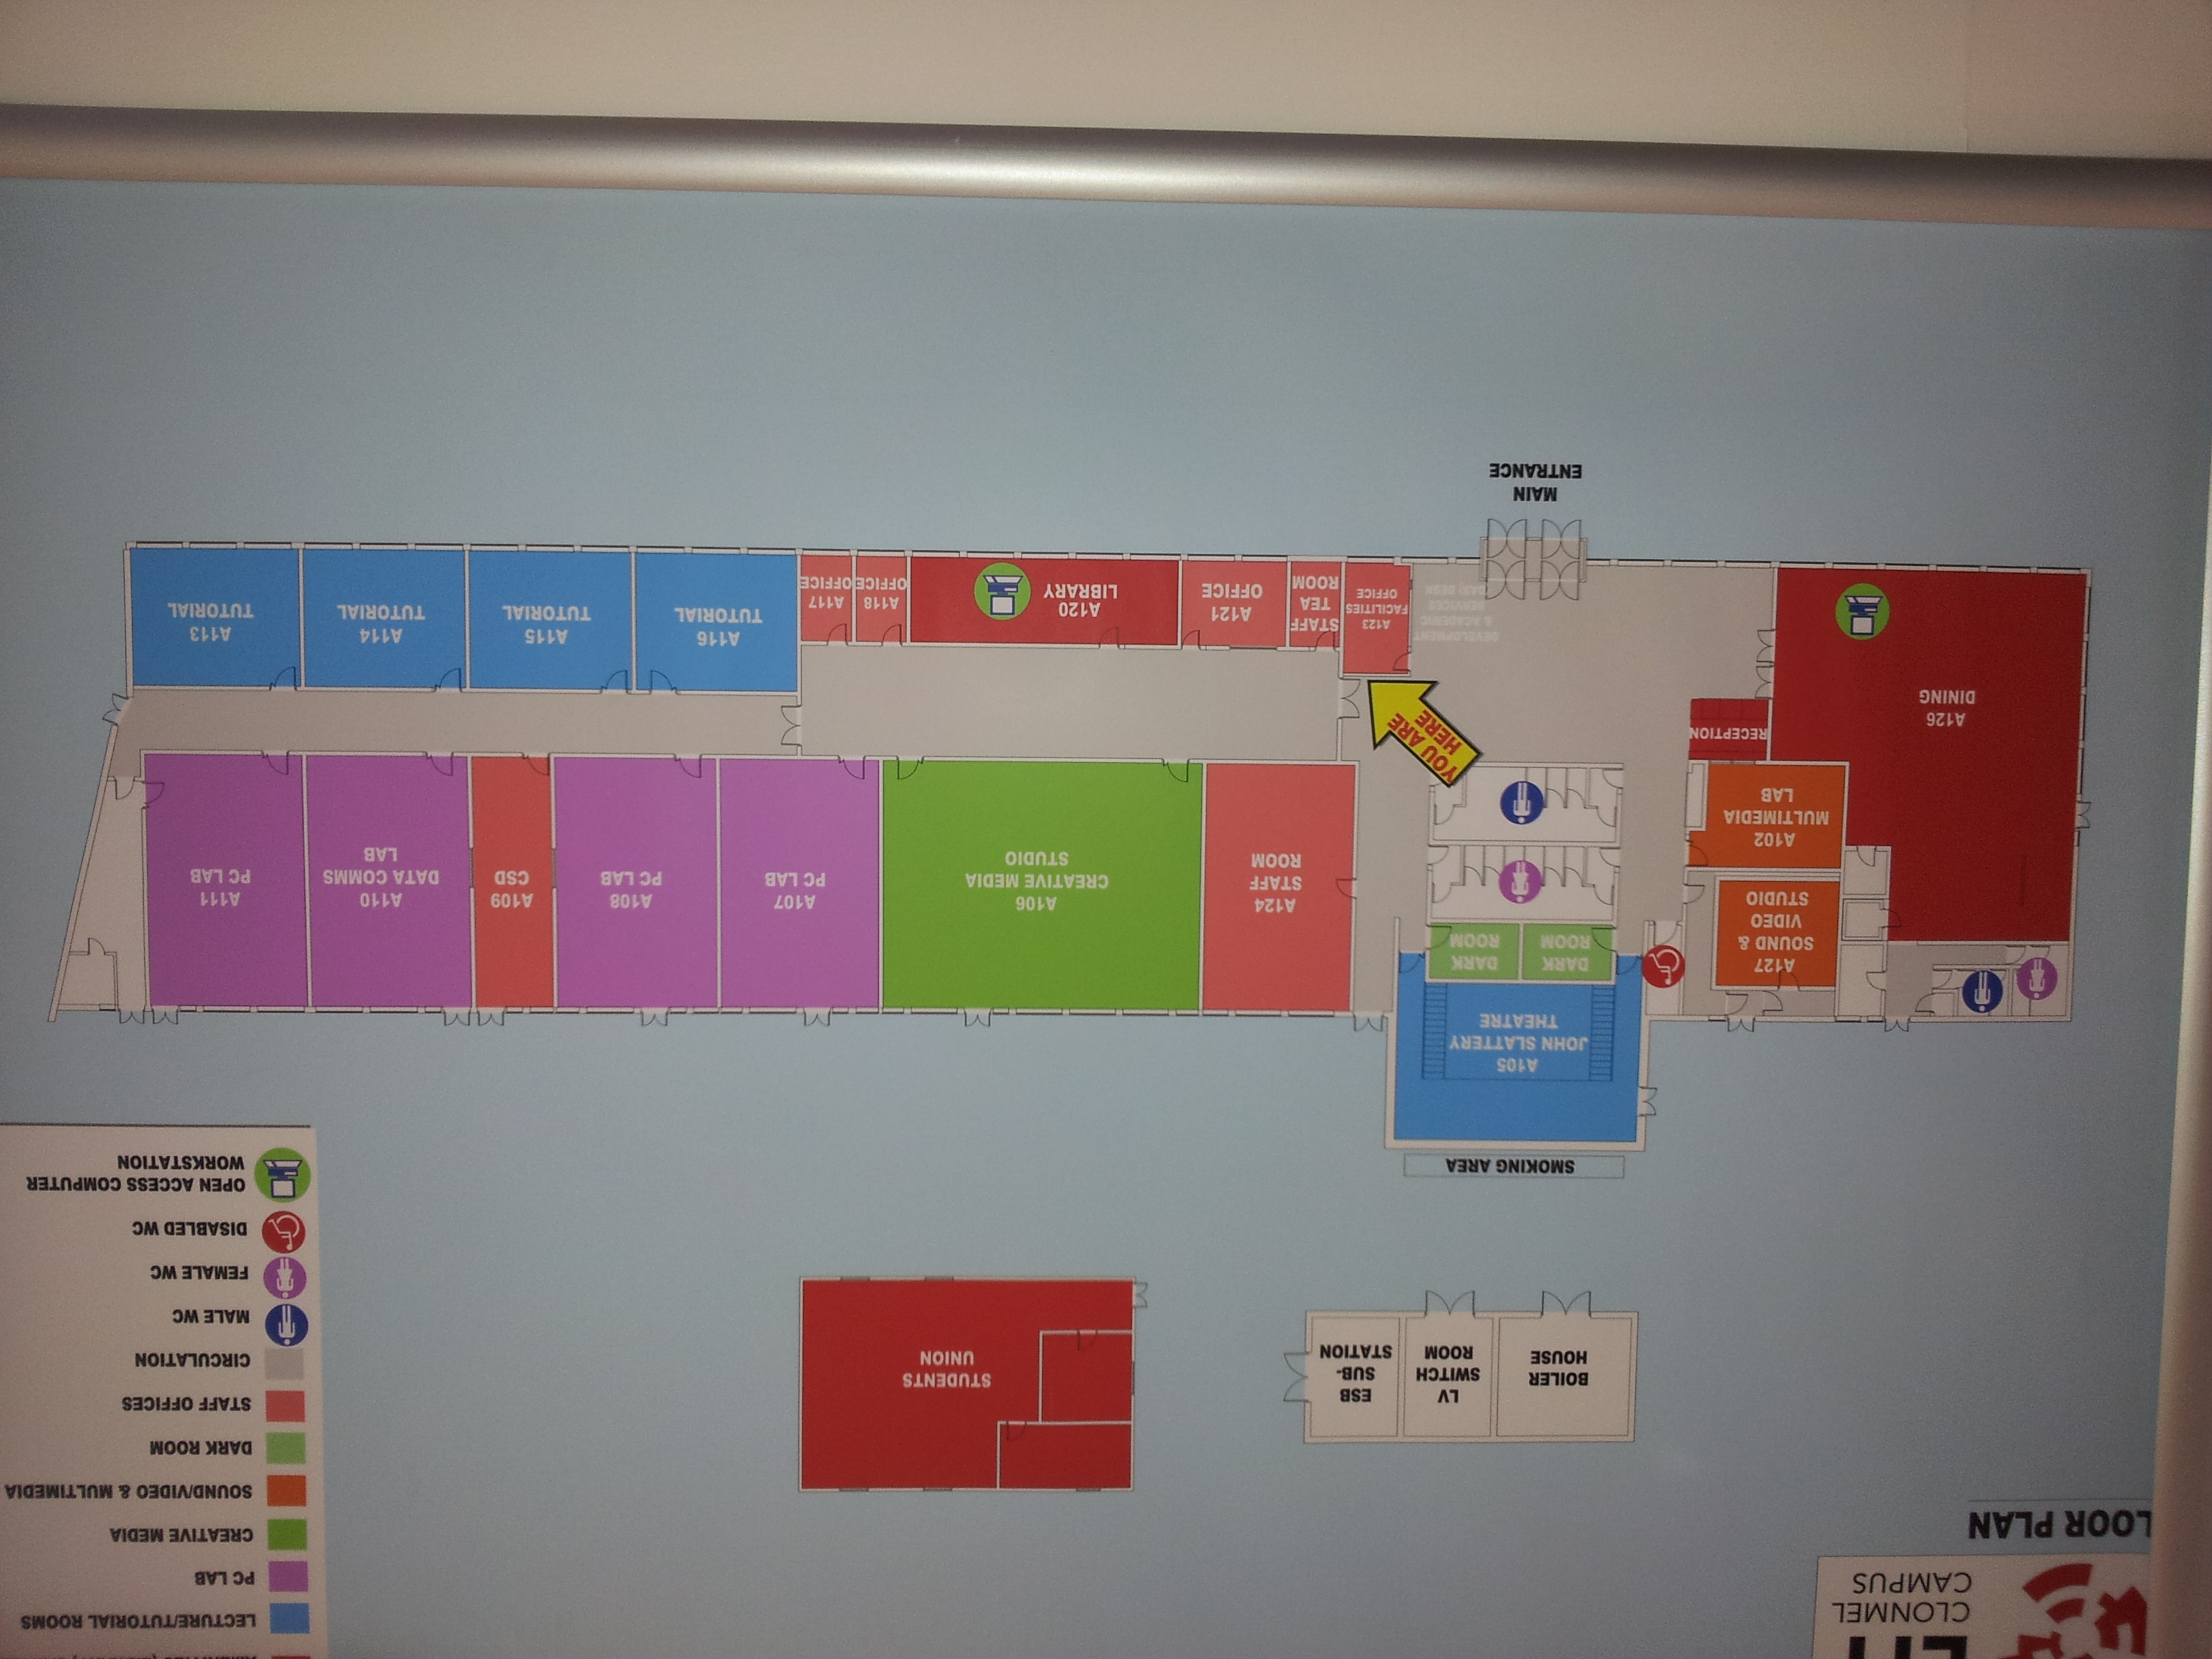 CLONMEL
CAMPUS
LOOR PLAN
LECTURE/TUTORIAL ROOMS
PC LAB
CREATIVE MEDIA
SOUND/VIDEO & MULTIMEDIA
DARK ROOM
STAFF OFFICES
CIRCULATION
MALE WC
FEMALE WC
DISABLED WC
OPEN ACCESS COMPUTER
WORKSTATION
BOILER
HOUSE
LV
SWITCH
ROOM
ESB
SUB-
STATION
STUDENTS
UNION
SMOKING AREA
A105
JOHN SLATTERY
THEATRE
DARK
ROOM
DARK
ROOM
A127
SOUND &
VIDEO
STUDIO
A102
MULTIMEDIA
LAB
RECEPTION
A126
DINING
YOU ARE
HERE
A124
STAFF
ROOM
A106
CREATIVE MEDIA
STUDIO
A107
PC LAB
A108
PC LAB
A109
CSD
A110
DATA COMMS
LAB
A111
PC LAB
DEVELOPMENT
& ACADEMIC
SERVICES
(DAS) DESK
A123
FACILITIES
OFFICE
STAFF
TEA
ROOM
A121
OFFICE
A120
LIBRARY
A118
OFFICE
A117
OFFICE
A116
TUTORIAL
A115
TUTORIAL
A114
TUTORIAL
A113
TUTORIAL
MAIN
ENTRANCE